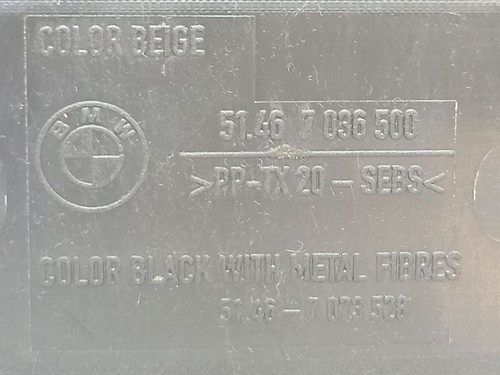 COLOR BEIGE
BMW
51.46 7 036 500
>PP-TX 20 - SEBS<
COLOR BLACK WITH METAL FIBRES
51.46 - 7 073 528